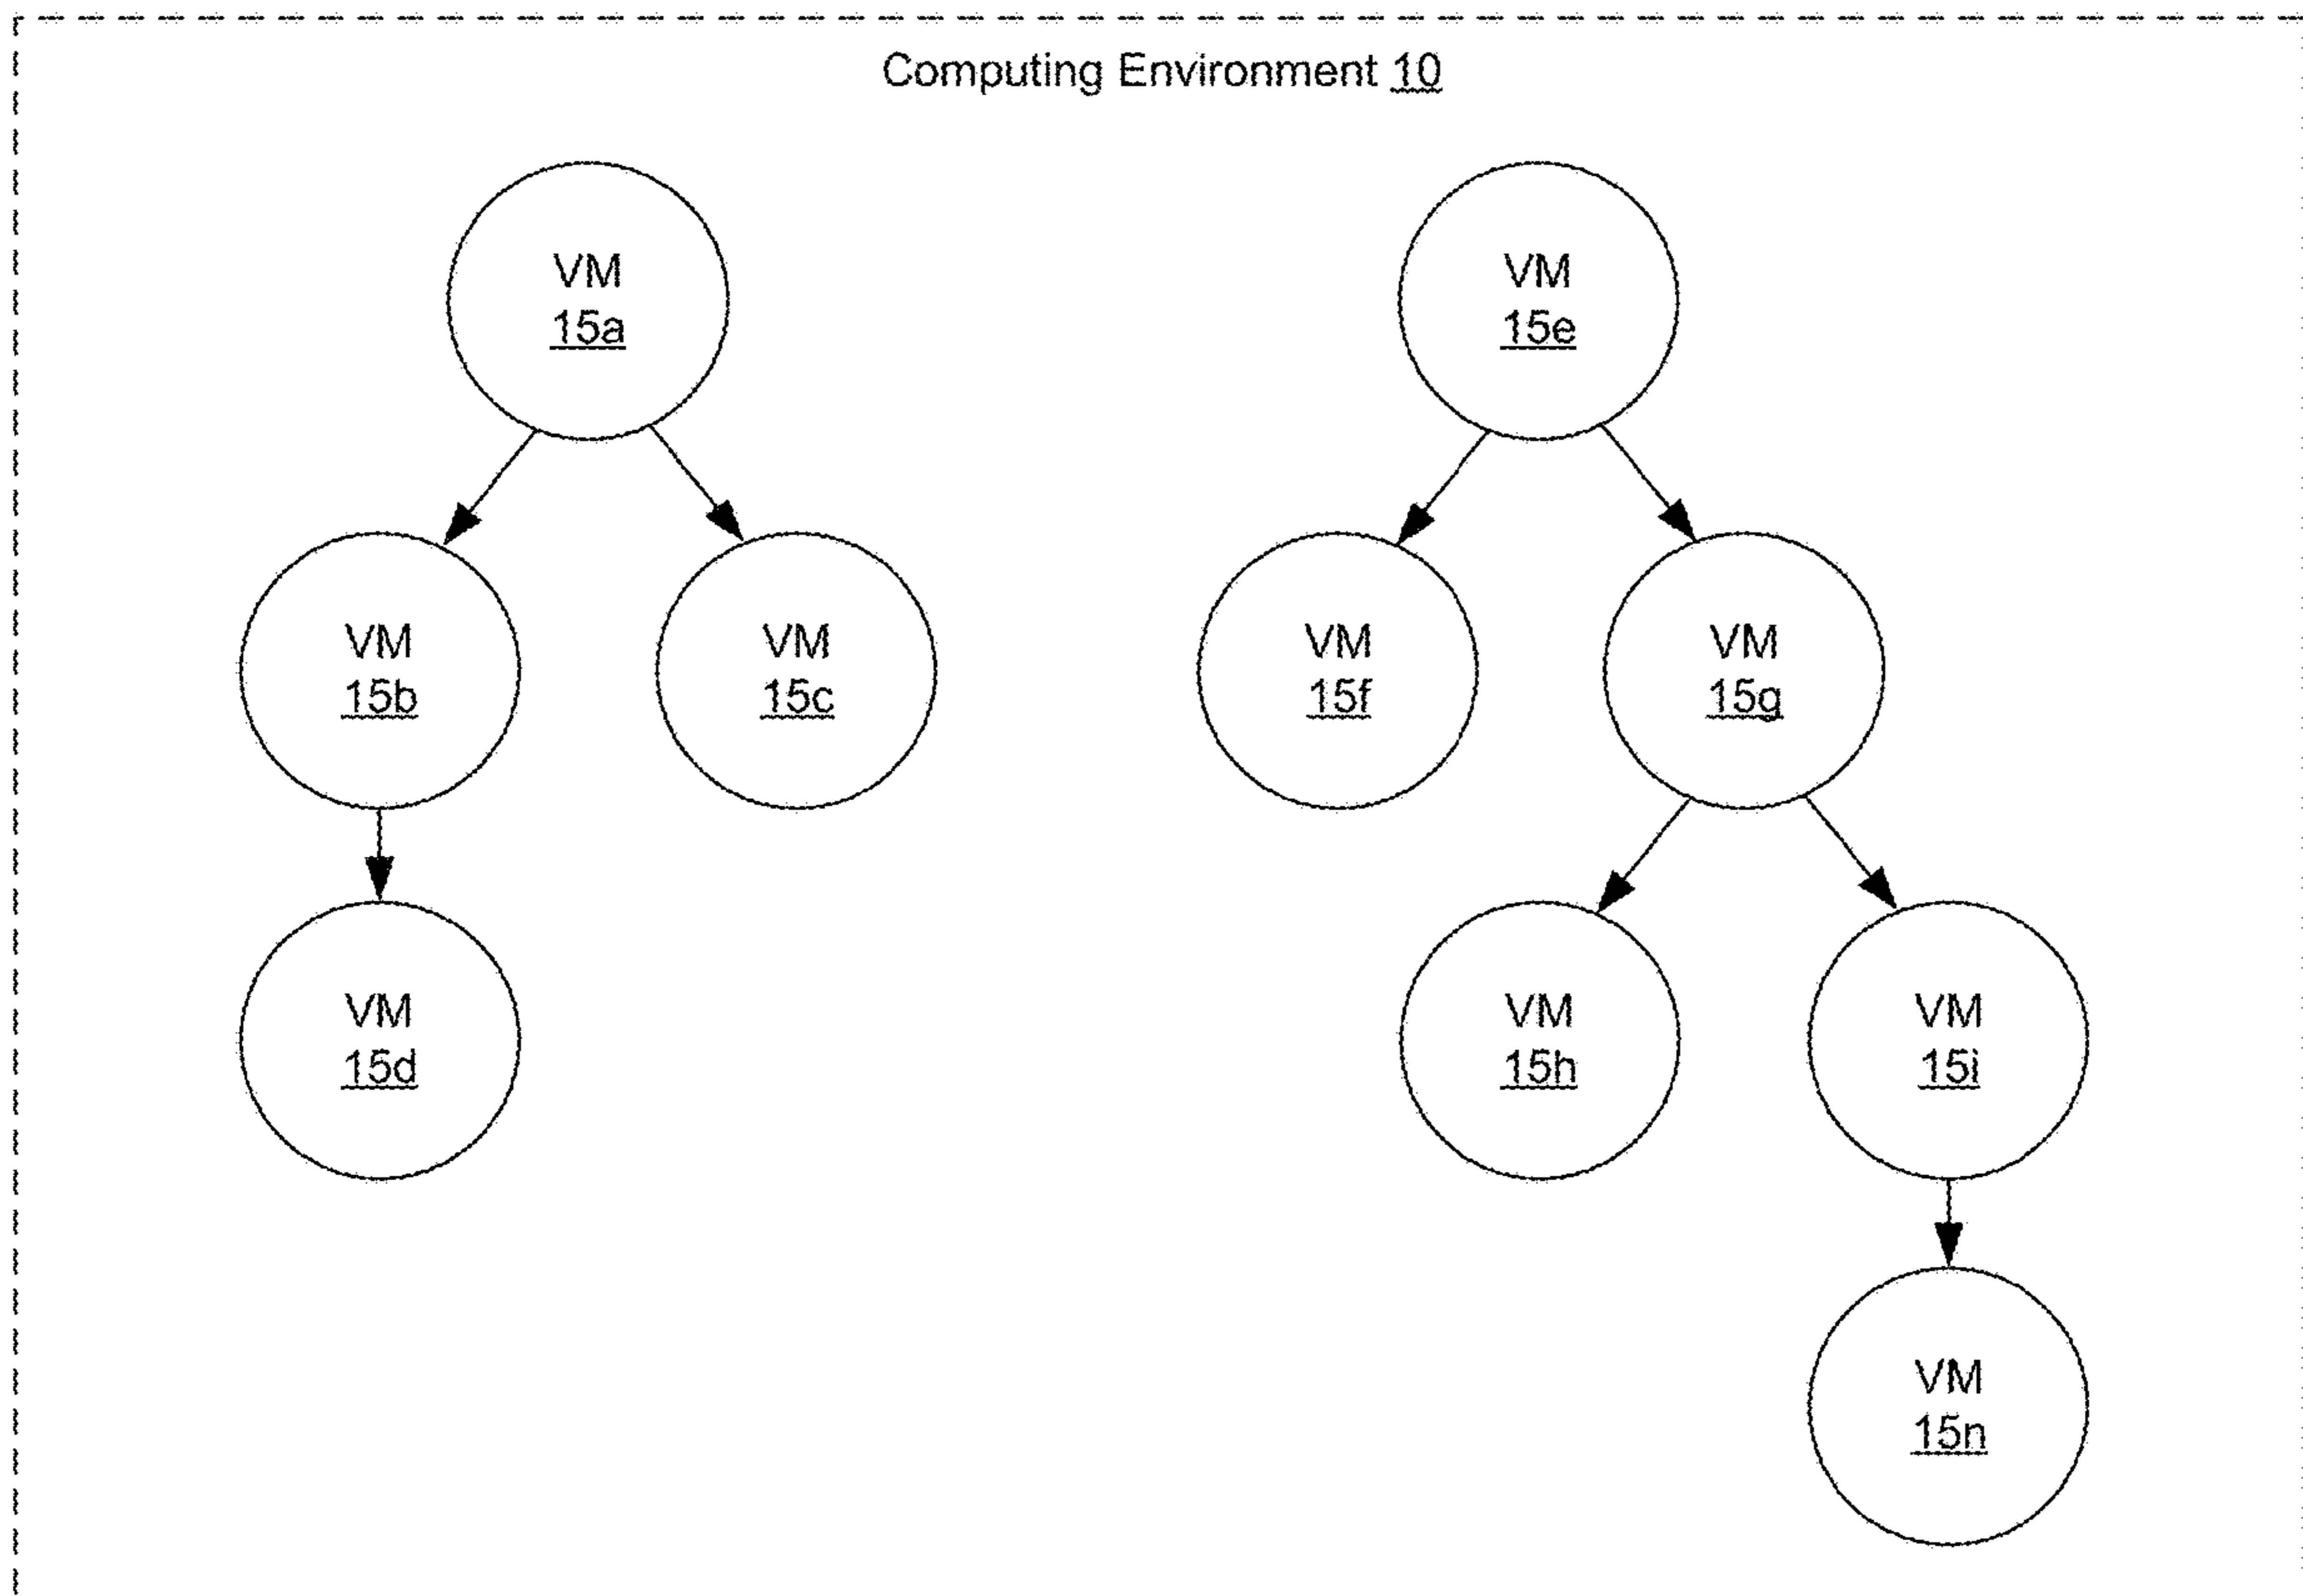 Computing Environment 10
VM
15a
VM
15e
VM
15b
VM
15c
VM
15f
VM
15g
VM
15d
VM
15h
VM
15i
VM
15n